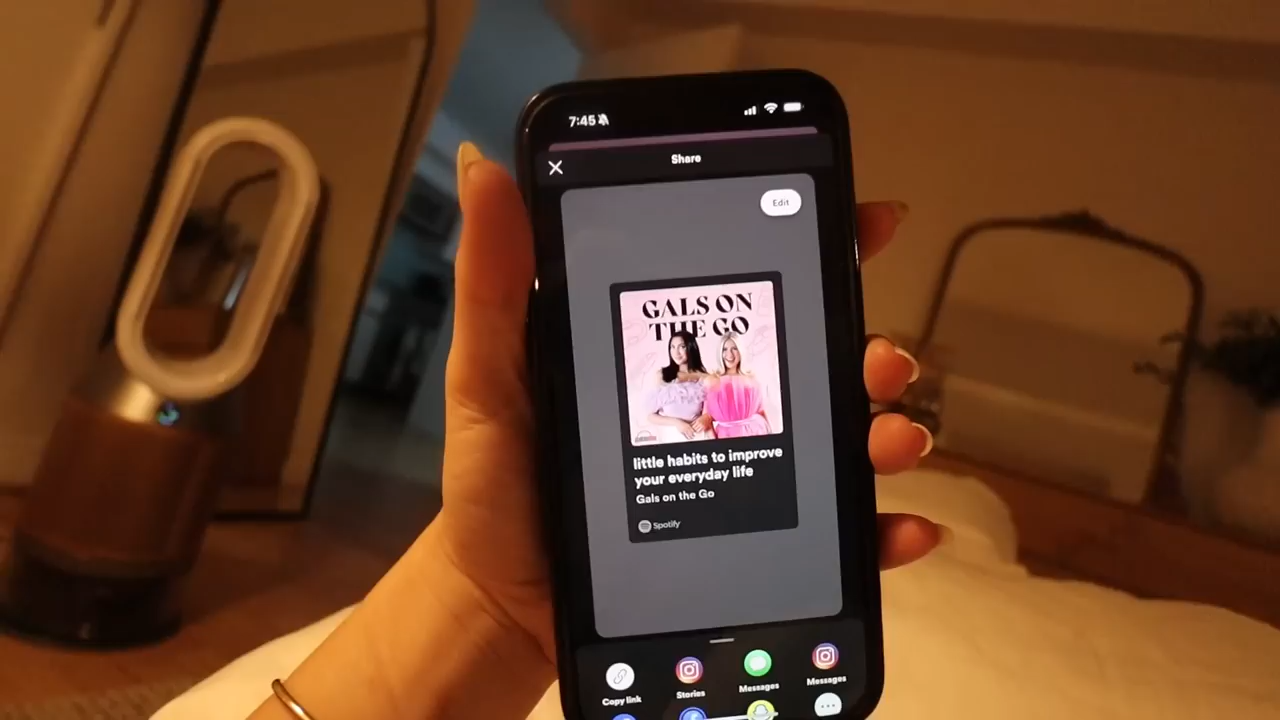 7:45
Share
Edit
GALS ON
THE GO
little habits to improve
your everyday life
Gals on the Go
Spotify
Copy link
Stories
Messages
Messages